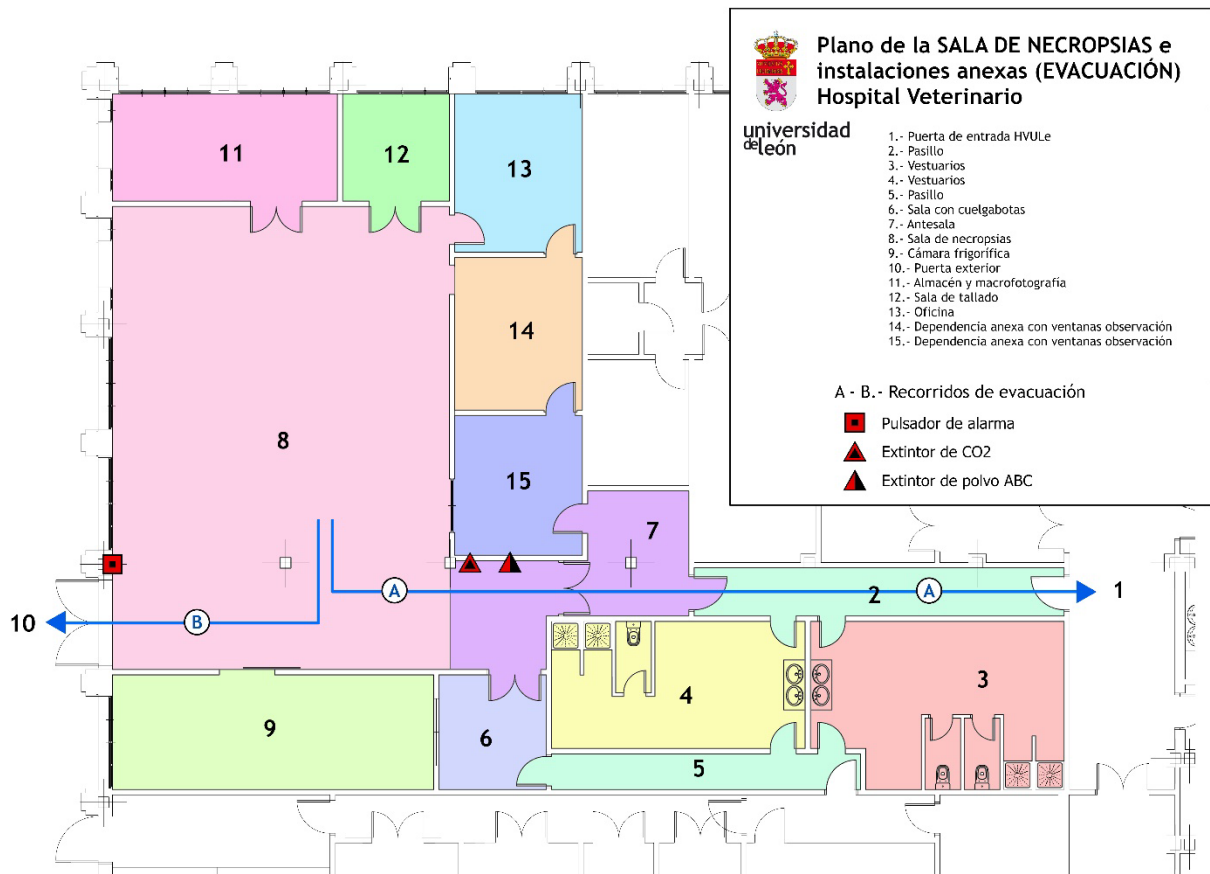 Plano de la SALA DE NECROPSIAS e
instalaciones anexas (EVACUACIÓN)
Hospital Veterinario
universidad
de león
1.- Puerta de entrada HVULe
2.- Pasillo
3.- Vestuarios
4.- Vestuarios
5.- Pasillo
6.- Sala con cuelgabotas
7.- Antesala
8.- Sala de necropsias
9.- Cámara frigorífica
10.- Puerta exterior
11.- Almacén y macrofotografía
12.- Sala de tallado
13.- Oficina
14.- Dependencia anexa con ventanas observación
15.- Dependencia anexa con ventanas observación
A - B.- Recorridos de evacuación
Pulsador de alarma
Extintor de CO2
Extintor de polvo ABC
11
12
13
14
8
15
7
A
A
2
1
10
B
4
3
9
6
5